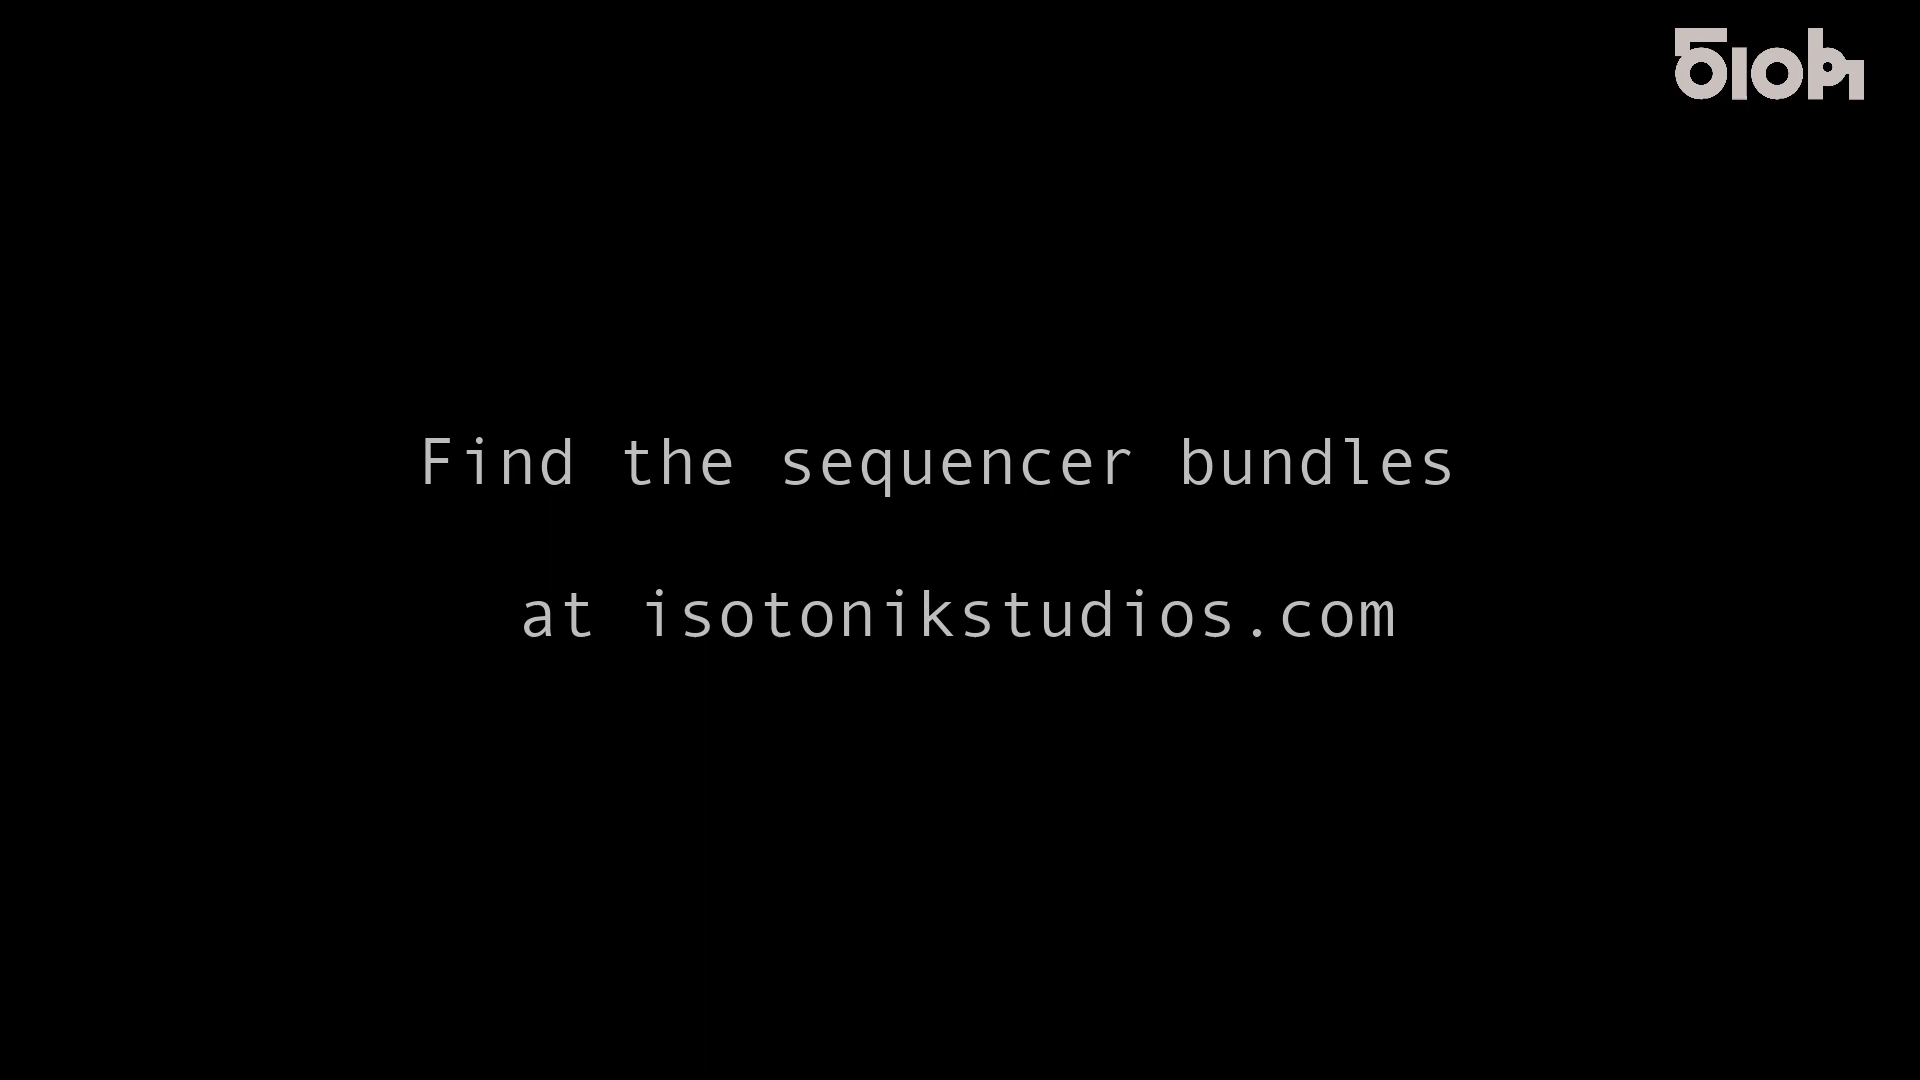 Find the sequencer bundles
at isotonikstudios.com